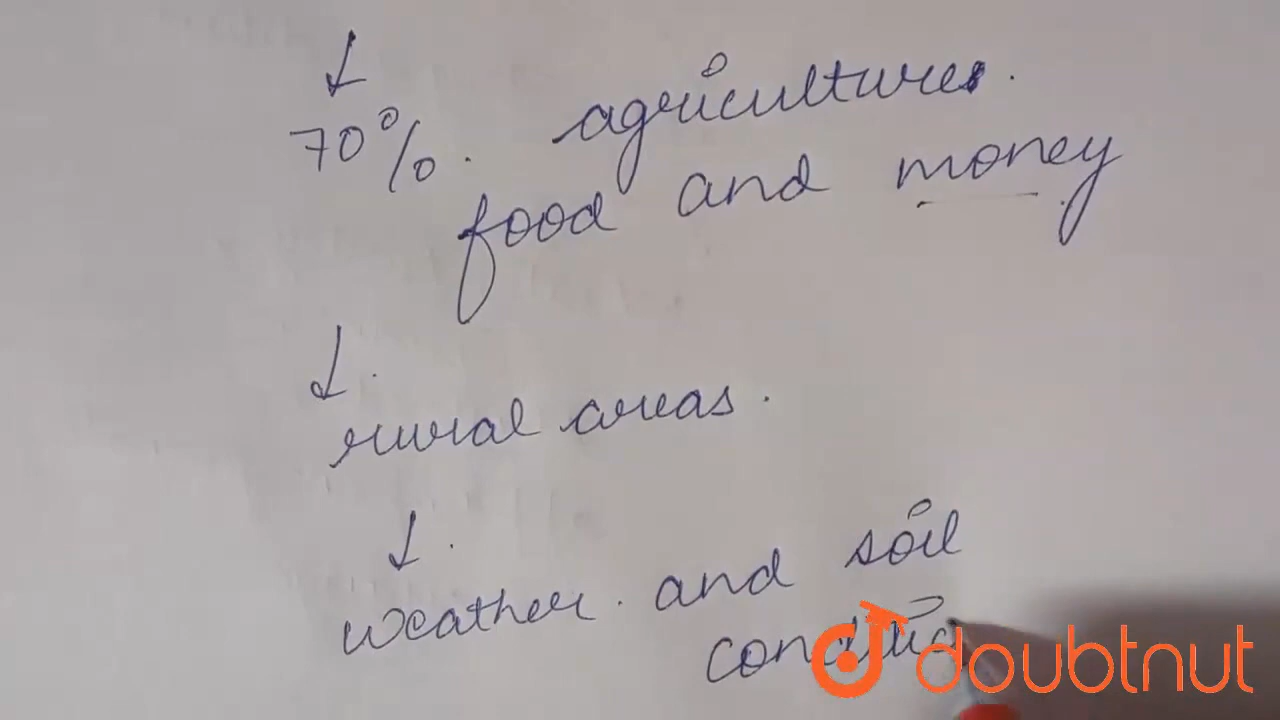 ↓
70%. agricultures.
food and money
↓.
rural areas.
↓.
weather. and soil
doubtnut